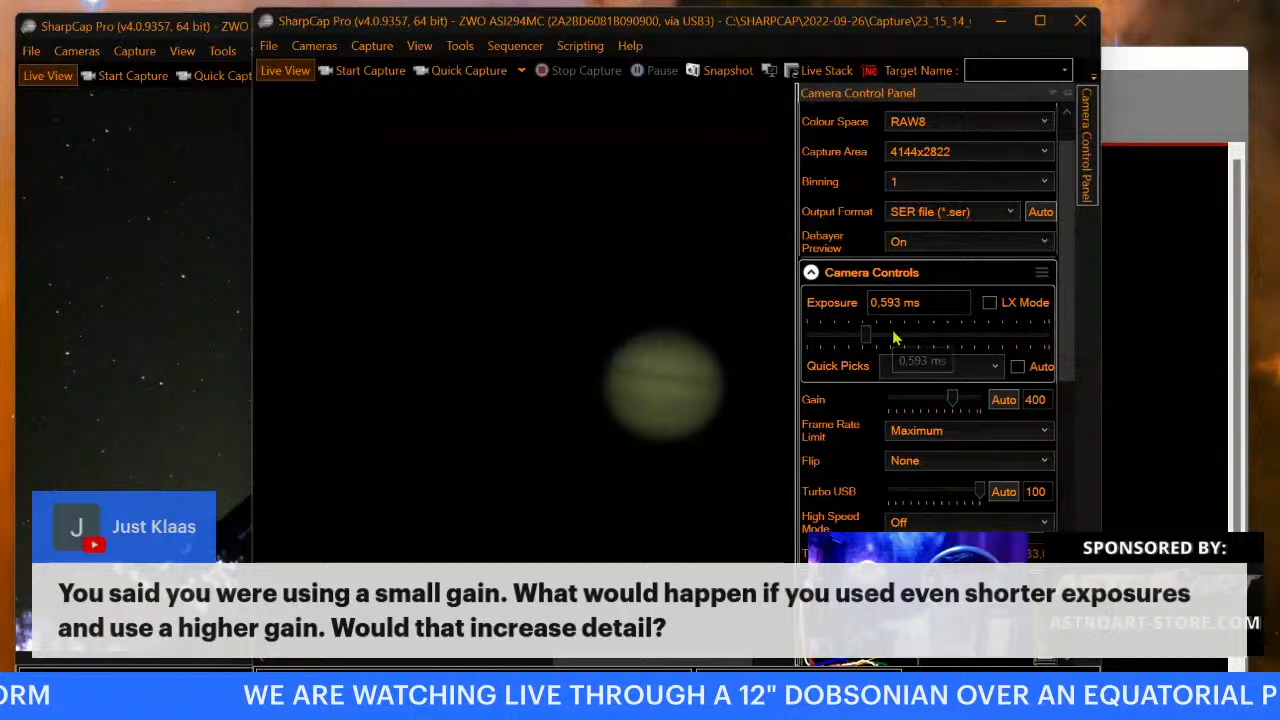 SharpCap Pro (v4.0.9357, 64 bit) - ZWO
File Cameras Capture View Tools
Live View Start Capture Quick Capt
SharpCap Pro (v4.0.9357, 64 bit) - ZWO ASI294MC (2A2BD6081B090900, via USB3) - C:\SHARPCAP\2022-09-26\Capture\23_15_14_
File Cameras Capture View Tools Sequencer Scripting Help
Live View Start Capture Quick Capture Stop Capture Pause Snapshot Live Stack Target Name :
Camera Control Panel
Camera Control Panel
Colour Space RAW8
Capture Area 4144x2822
Binning 1
Output Format SER file (*.ser) Auto
Debayer Preview On
Camera Controls
Exposure 0,593 ms LX Mode
0,593 ms
Quick Picks Auto
Gain Auto 400
Frame Rate Limit Maximum
Flip None
Turbo USB Auto 100
High Speed Mode Off
J Just Klaas
SPONSORED BY:
ASTROART-STORE.COM
You said you were using a small gain. What would happen if you used even shorter exposures
and use a higher gain. Would that increase detail?
ORM WE ARE WATCHING LIVE THROUGH A 12" DOBSONIAN OVER AN EQUATORIAL P